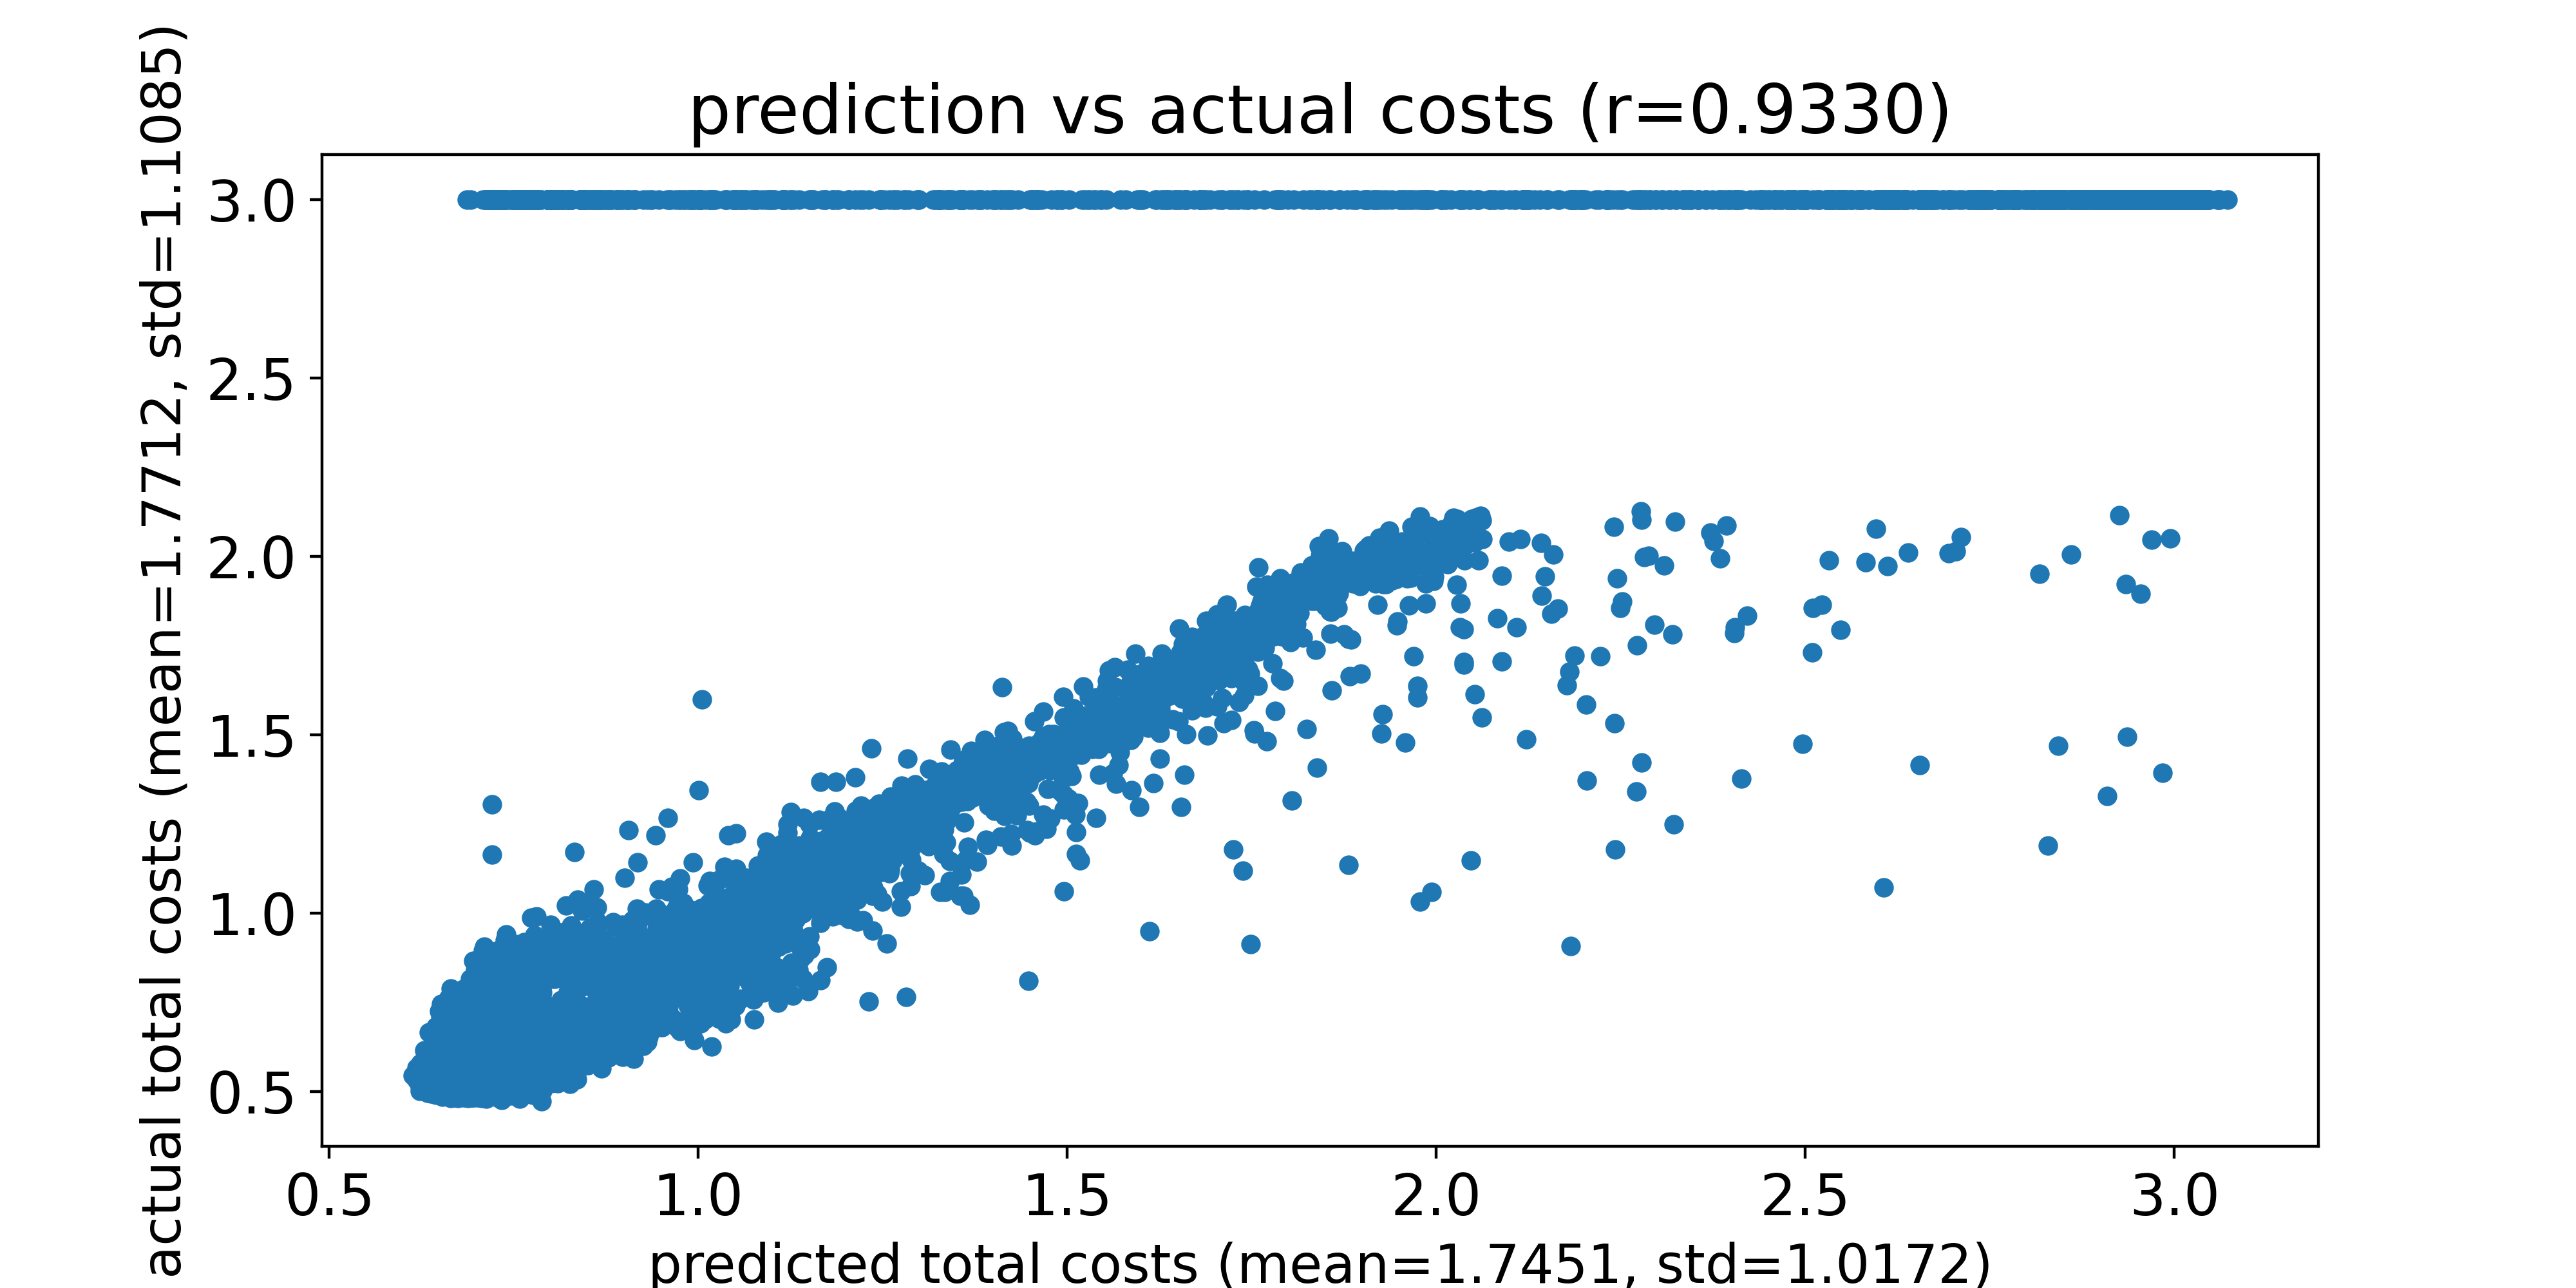 prediction vs actual costs (r=0.9330)
actual total costs (mean=1.7712, std=1.1085)
3.0
2.5
2.0
1.5
1.0
0.5
0.5 1.0 1.5 2.0 2.5 3.0
predicted total costs (mean=1.7451, std=1.0172)